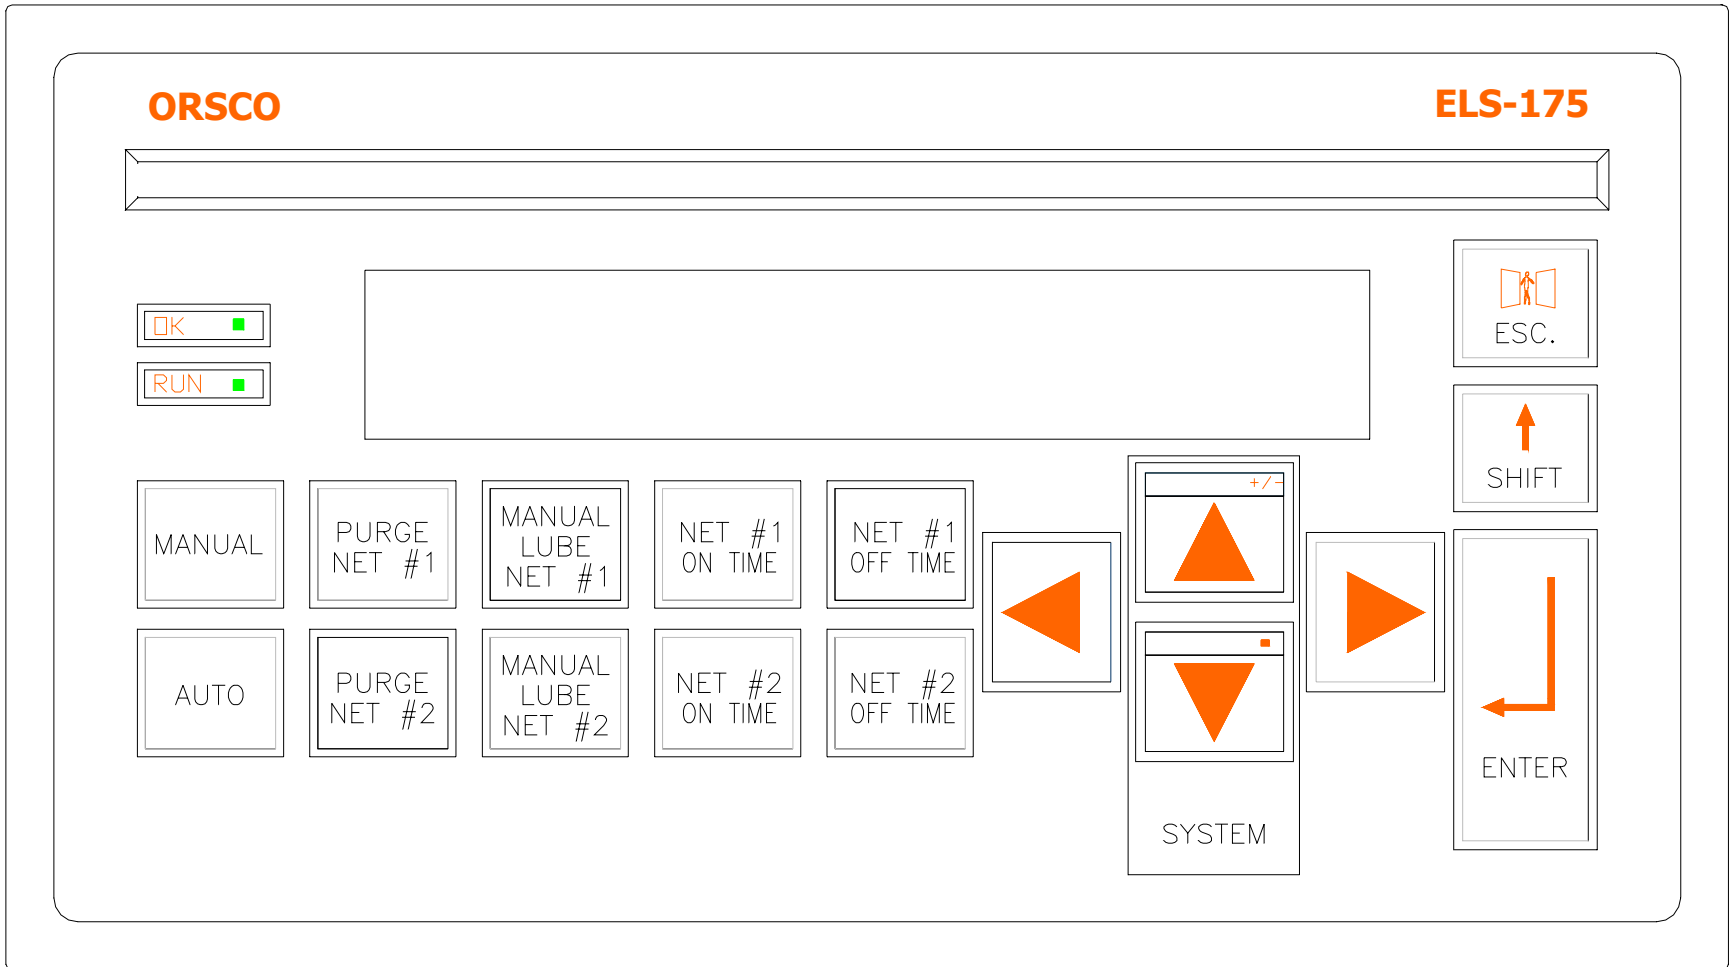 ORSCO
ELS-175
OK
RUN
ESC.
SHIFT
MANUAL
PURGE
NET #1
MANUAL
LUBE
NET #1
NET #1
ON TIME
NET #1
OFF TIME
+/-
AUTO
PURGE
NET #2
MANUAL
LUBE
NET #2
NET #2
ON TIME
NET #2
OFF TIME
SYSTEM
ENTER